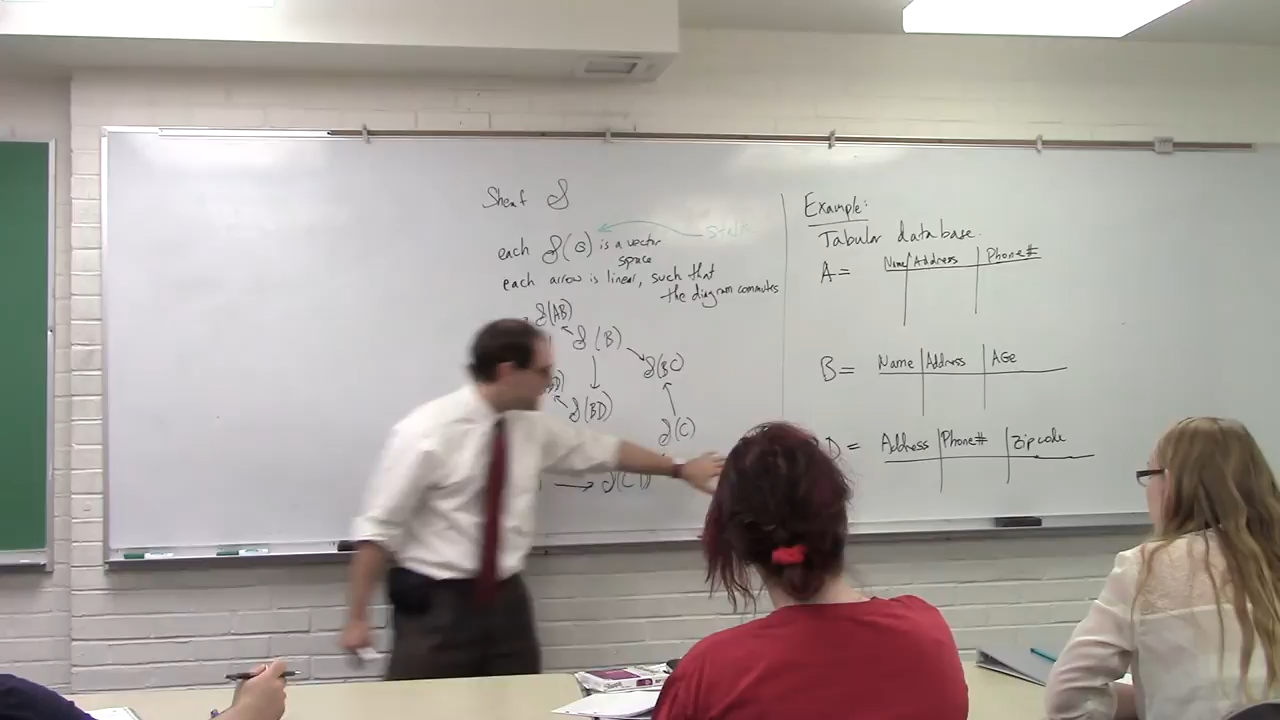 Sheaf 𝒮
each 𝒮( ) is a vector
space
each arrow is linear, such that
the diagram commutes
𝒮(AB)
𝒮(B)
𝒮(BC)
𝒮(BD)
𝒮(C)
Example:
Tabular database.
A = Name Address Phone#
B = Name Address AGe
D = Address Phone# Zipcode